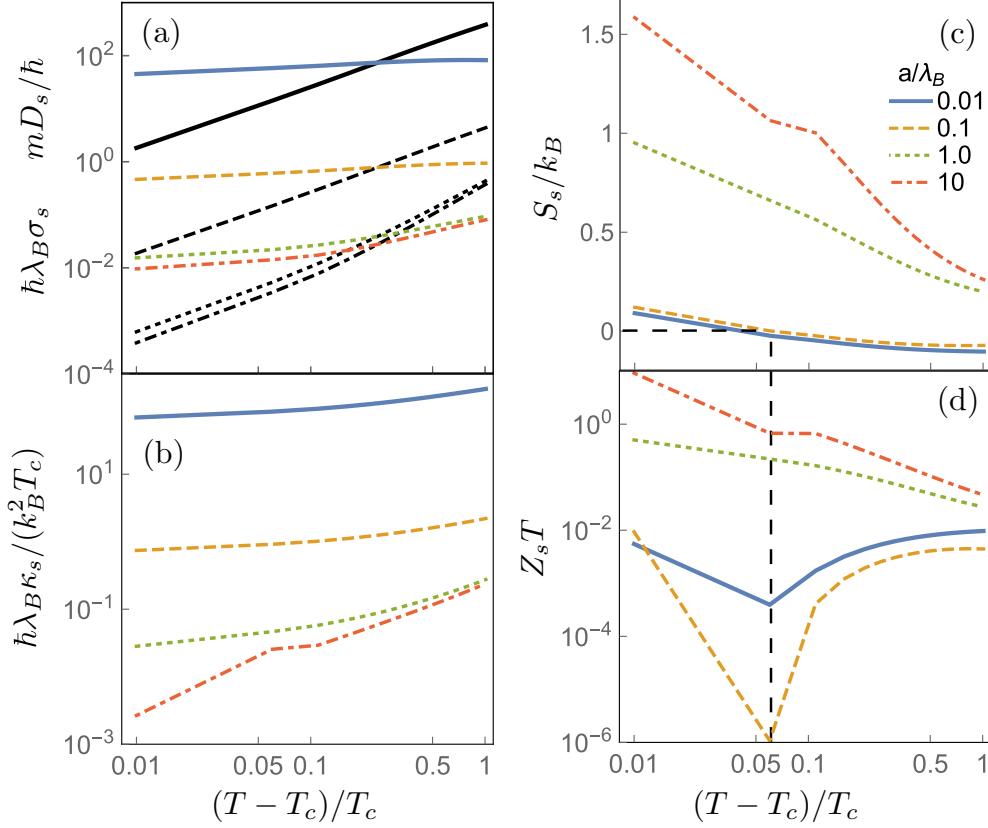 (a)
mD_s/ħ
ħλ_Bσ_s
10^2
10^0
10^{-2}
10^{-4}
(b)
ħλ_Bκ_s/(k_B^2T_c)
10^1
10^{-1}
10^{-3}
0.01
0.05
0.1
0.5
1
(T − T_c)/T_c
(c)
S_s/k_B
1.5
1
0.5
0
a/λ_B
0.01
0.1
1.0
10
(d)
Z_sT
10^0
10^{-2}
10^{-4}
10^{-6}
0.01
0.05
0.1
0.5
1
(T − T_c)/T_c